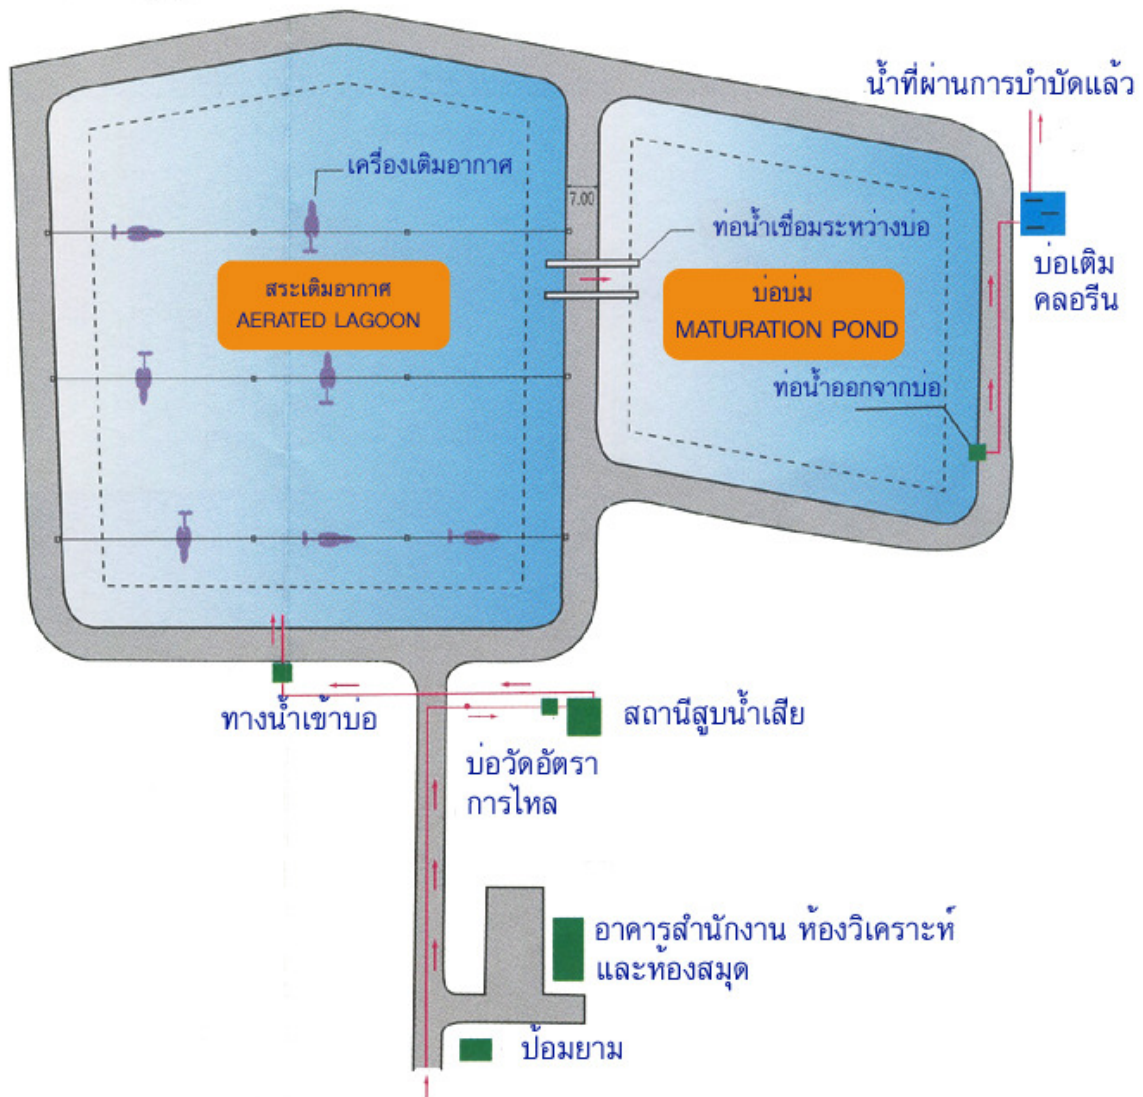 น้ำที่ผ่านการบำบัดแล้ว
เครื่องเติมอากาศ
7.00
ท่อน้ำเชื่อมระหว่างบ่อ
บ่อเติม
คลอรีน
สระเติมอากาศ
AERATED LAGOON
บ่อบ่ม
MATURATION POND
ท่อน้ำออกจากบ่อ
ทางน้ำเข้าบ่อ
สถานีสูบน้ำเสีย
บ่อวัดอัตรา
การไหล
อาคารสำนักงาน ห้องวิเคราะห์
และห้องสมุด
ป้อมยาม